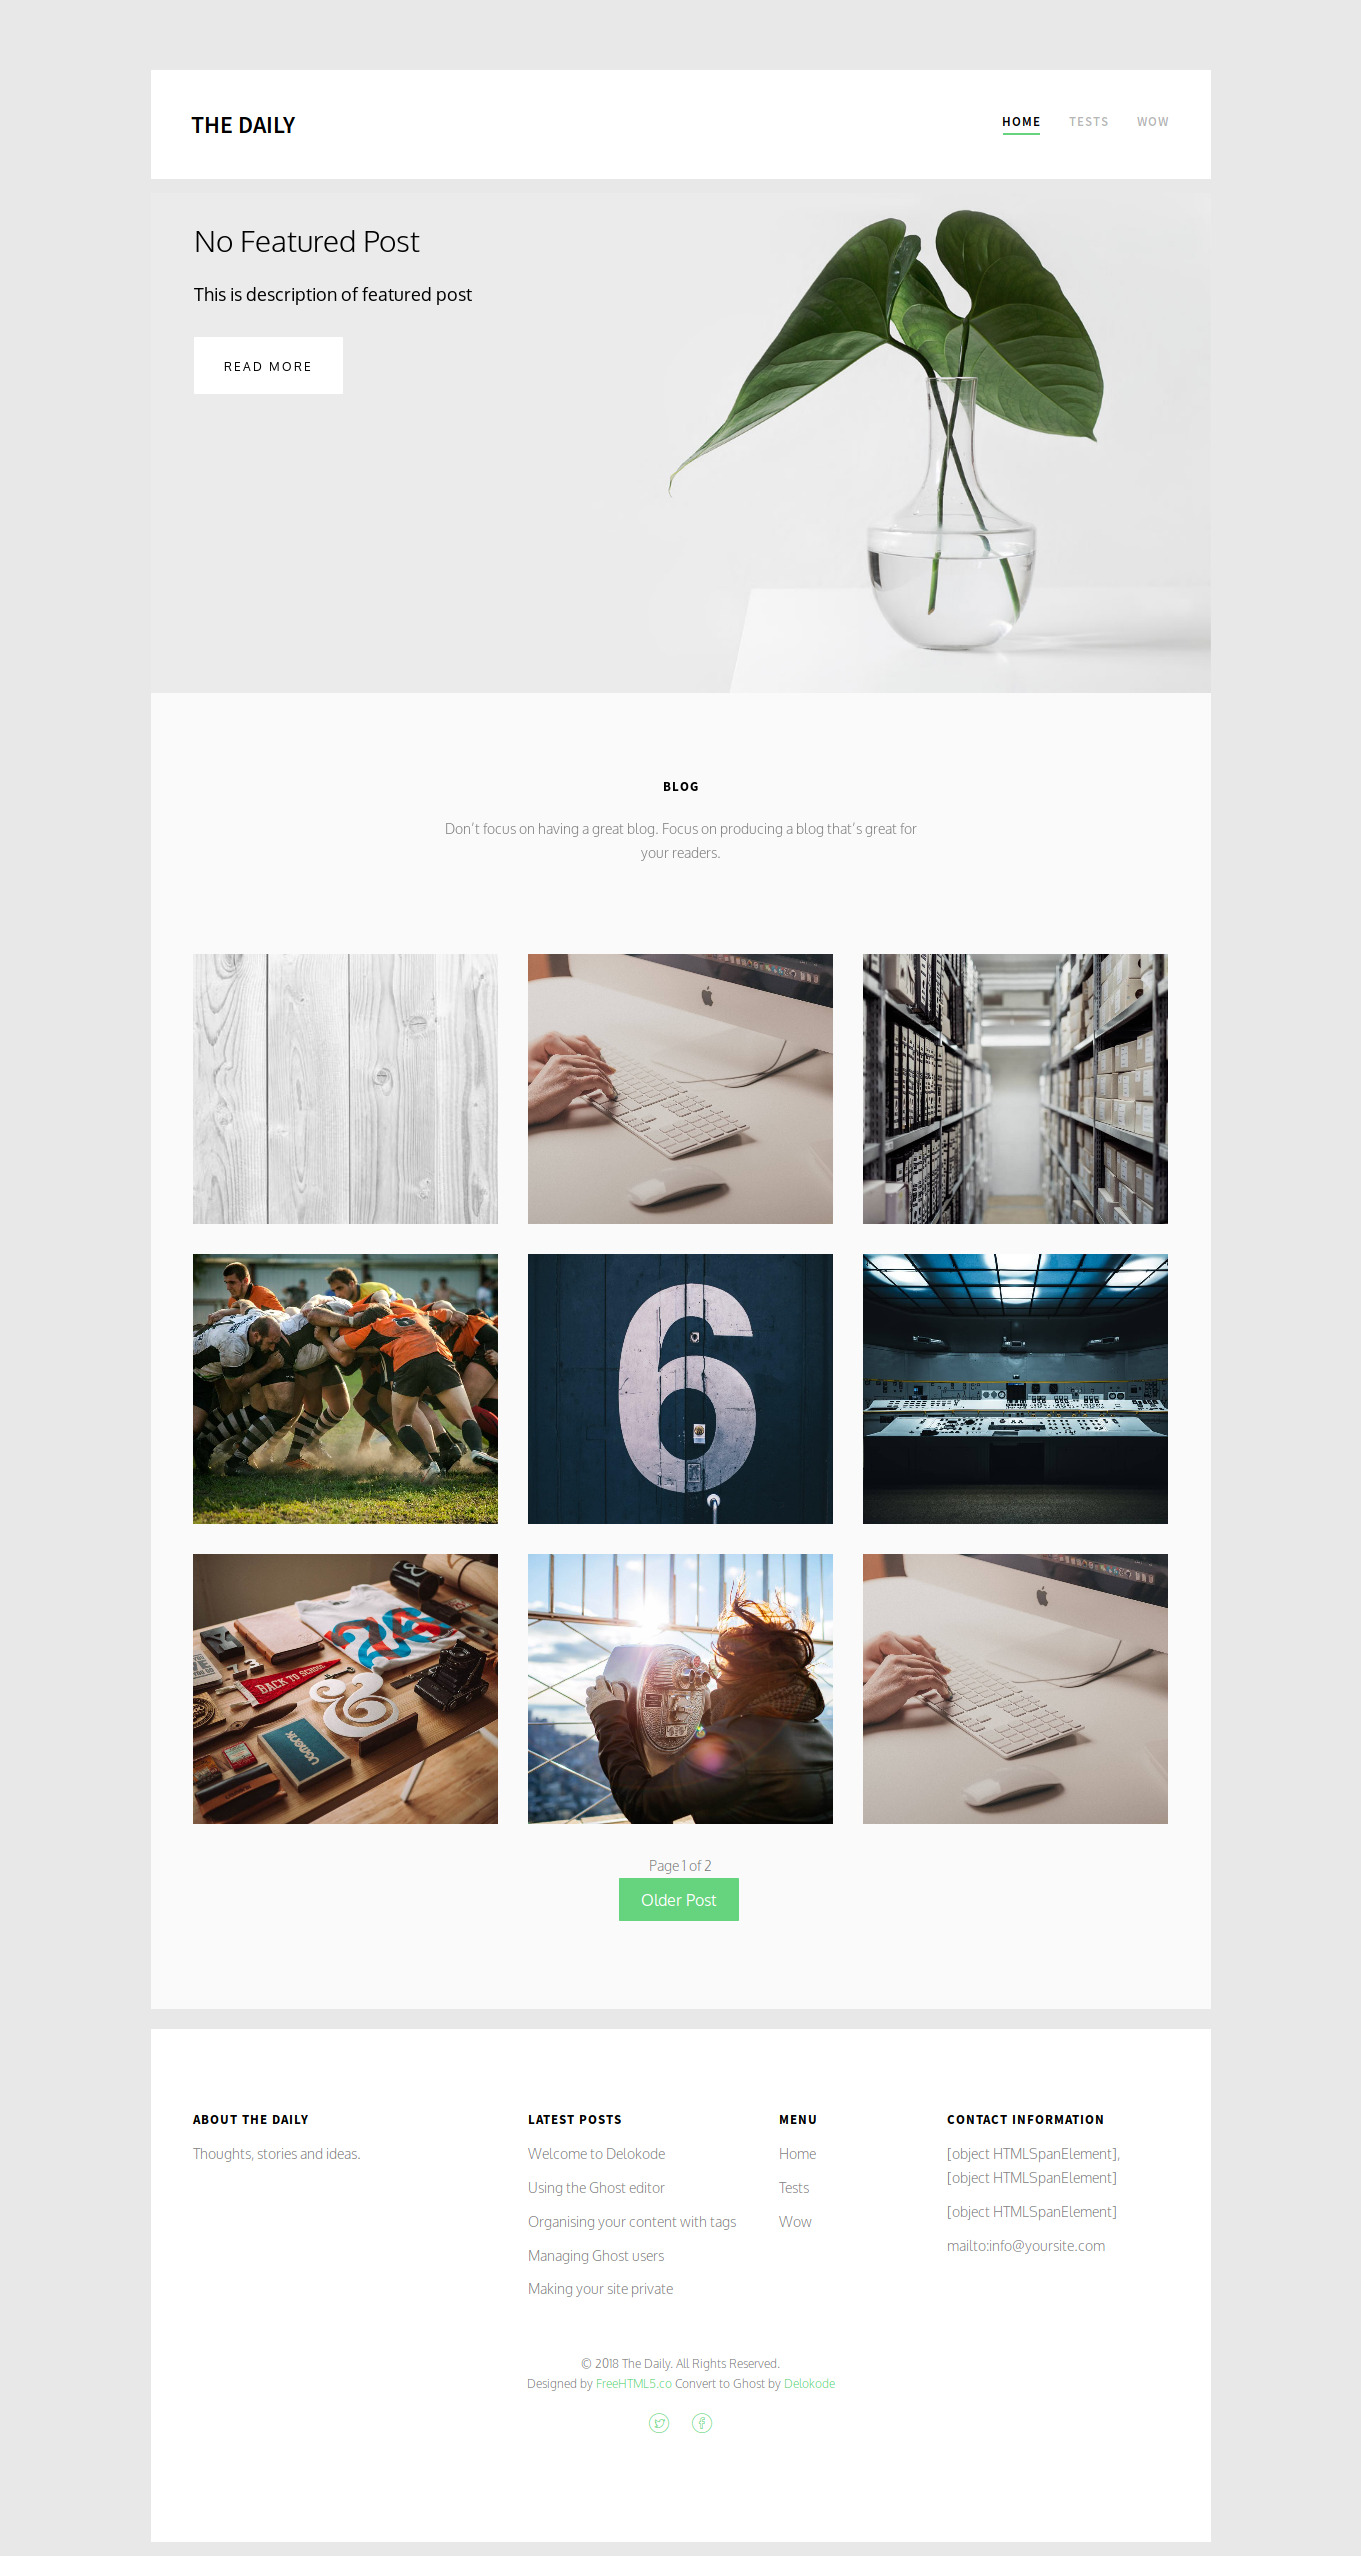 THE DAILY
HOME TESTS WOW
No Featured Post
This is description of featured post
READ MORE
BLOG
Don't focus on having a great blog. Focus on producing a blog that's great for
your readers.
6
BACK TO SCHOOL
&
Page 1 of 2
Older Post
ABOUT THE DAILY
Thoughts, stories and ideas.
LATEST POSTS
Welcome to Delokode
Using the Ghost editor
Organising your content with tags
Managing Ghost users
Making your site private
MENU
Home
Tests
Wow
CONTACT INFORMATION
[object HTMLSpanElement],
[object HTMLSpanElement]
[object HTMLSpanElement]
mailto:info@yoursite.com
© 2018 The Daily. All Rights Reserved.
Designed by FreeHTML5.co Convert to Ghost by Delokode